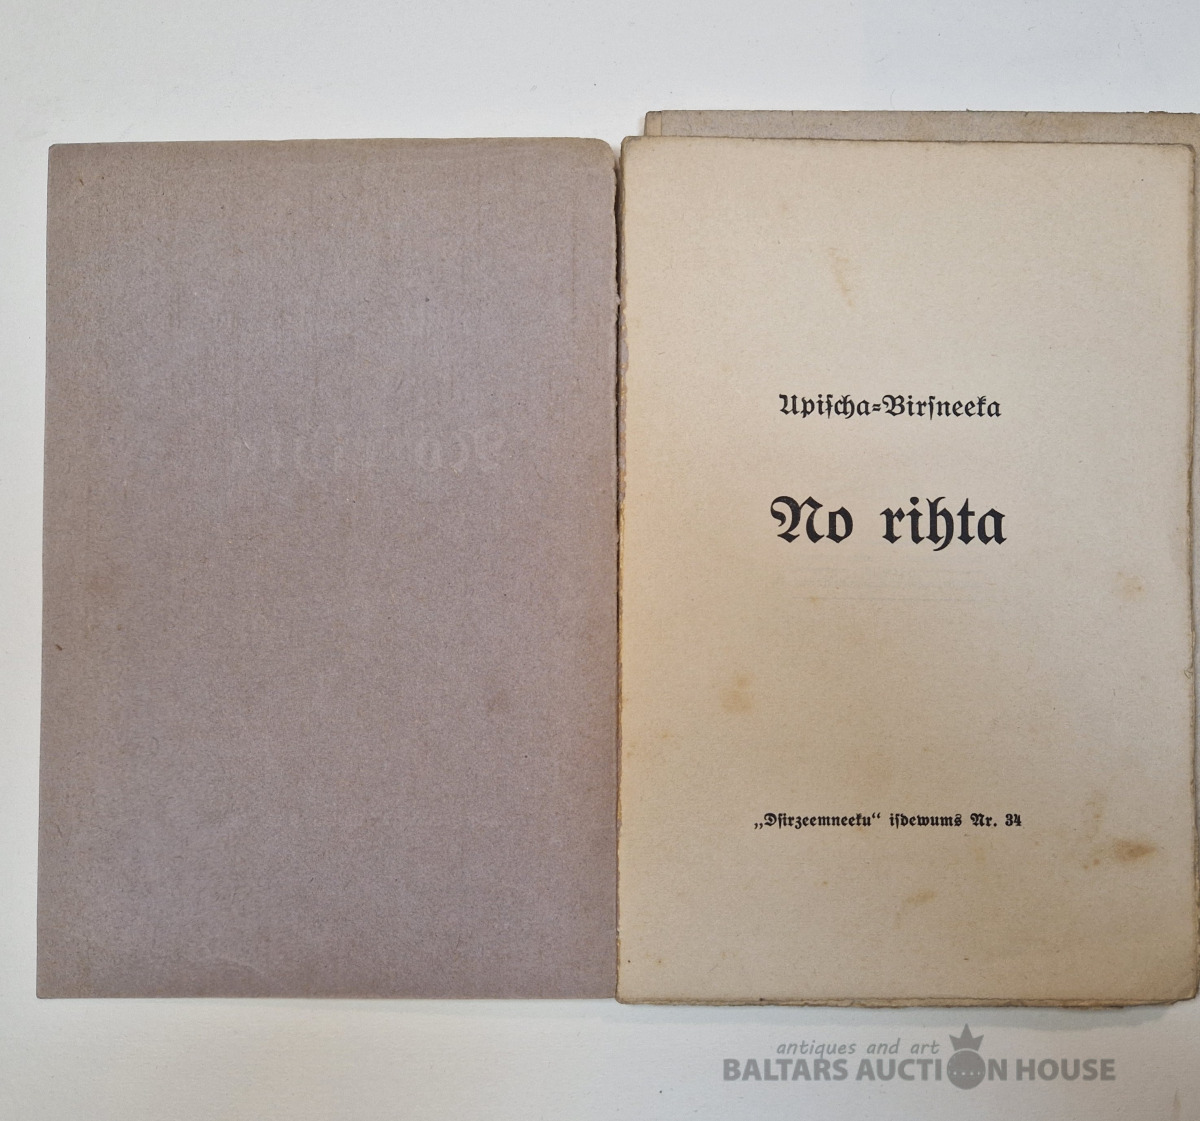 Upiſcha-Birſneeka
No rihta
„Dſirzeemneeku“ iſdewums Nr. 34
antiques and art
BALTARS AUCTION HOUSE